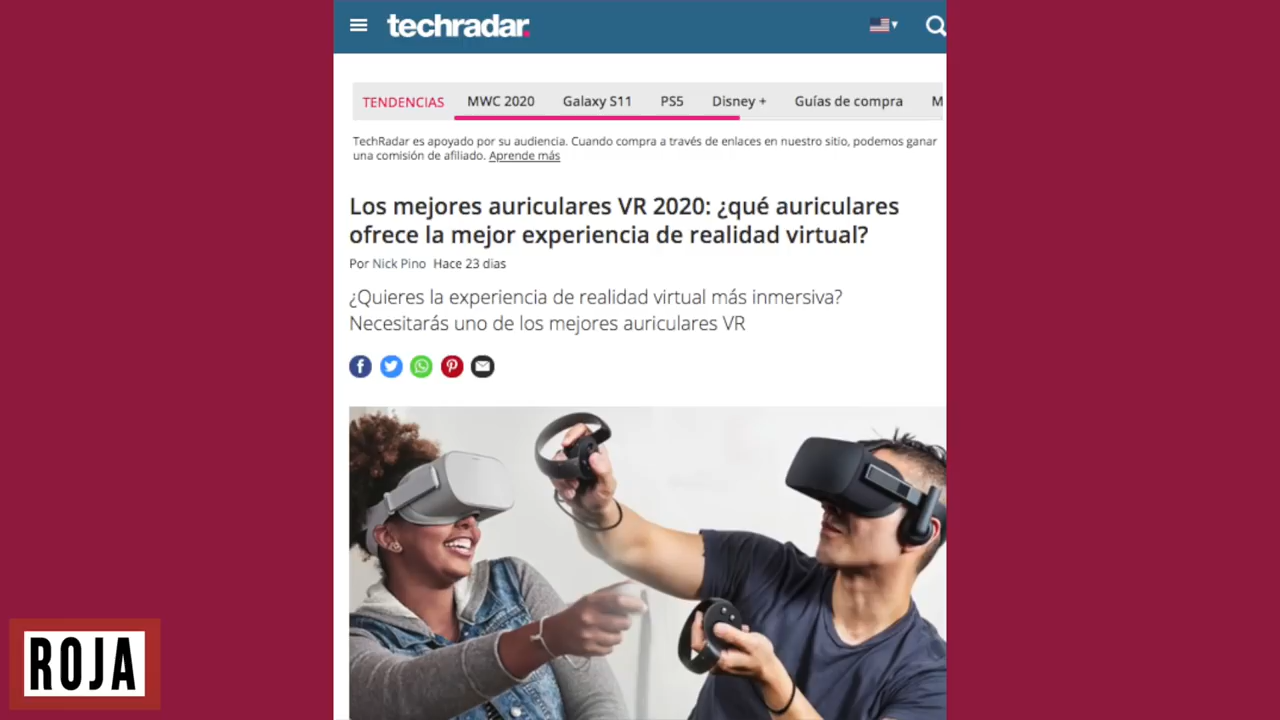 techradar.
TENDENCIAS MWC 2020 Galaxy S11 PS5 Disney + Guías de compra M
TechRadar es apoyado por su audiencia. Cuando compra a través de enlaces en nuestro sitio, podemos ganar
una comisión de afiliado. Aprende más
Los mejores auriculares VR 2020: ¿qué auriculares
ofrece la mejor experiencia de realidad virtual?
Por Nick Pino Hace 23 dias
¿Quieres la experiencia de realidad virtual más inmersiva?
Necesitarás uno de los mejores auriculares VR
ROJA